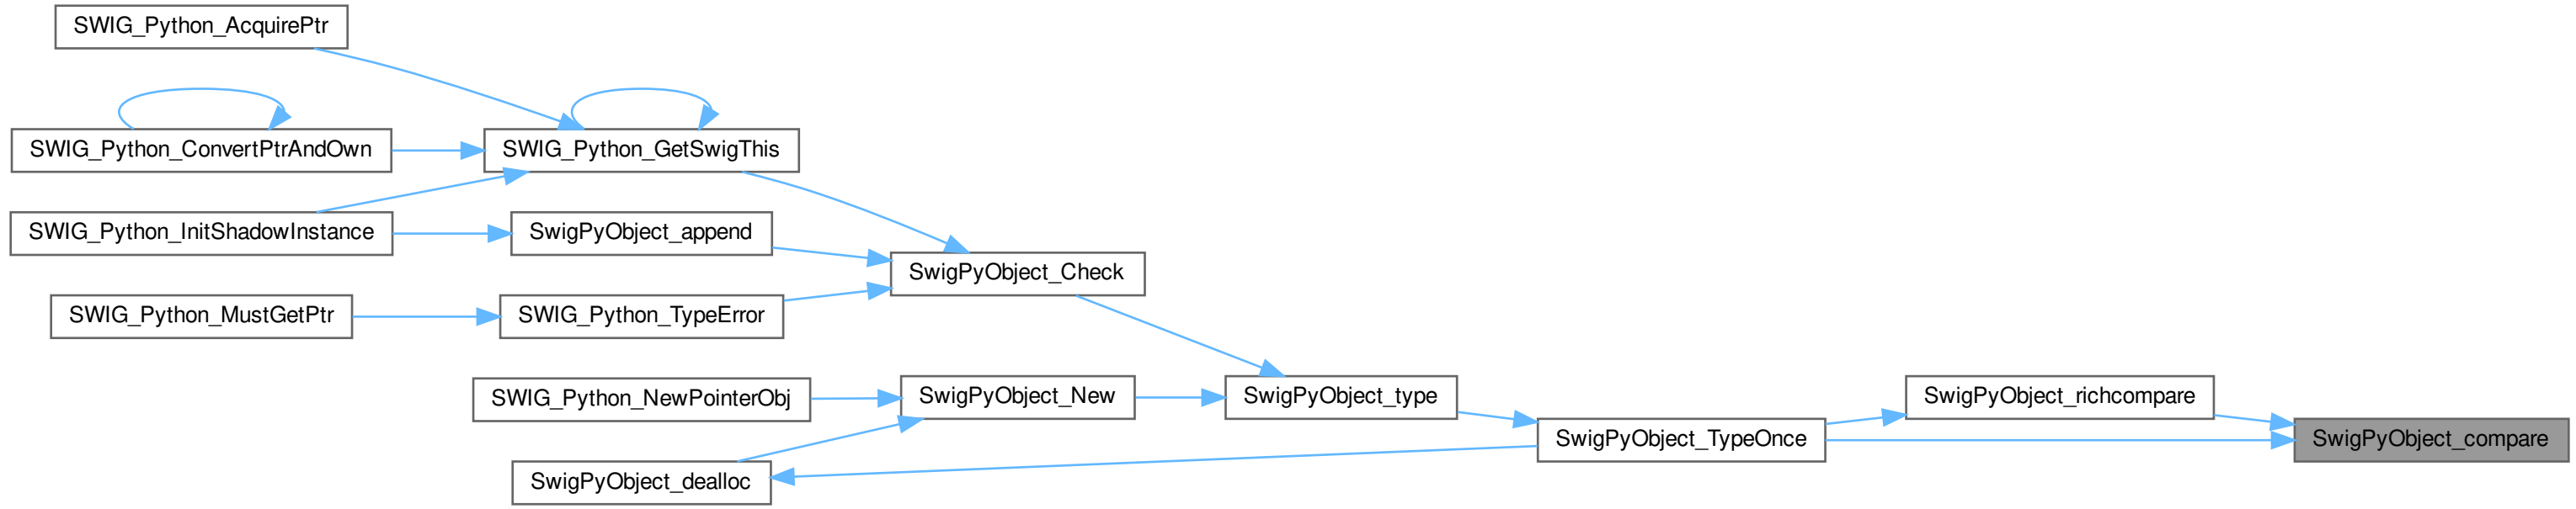 SWIG_Python_AcquirePtr
SWIG_Python_ConvertPtrAndOwn
SWIG_Python_GetSwigThis
SWIG_Python_InitShadowInstance
SwigPyObject_append
SwigPyObject_Check
SWIG_Python_MustGetPtr
SWIG_Python_TypeError
SWIG_Python_NewPointerObj
SwigPyObject_New
SwigPyObject_type
SwigPyObject_richcompare
SwigPyObject_TypeOnce
SwigPyObject_compare
SwigPyObject_dealloc